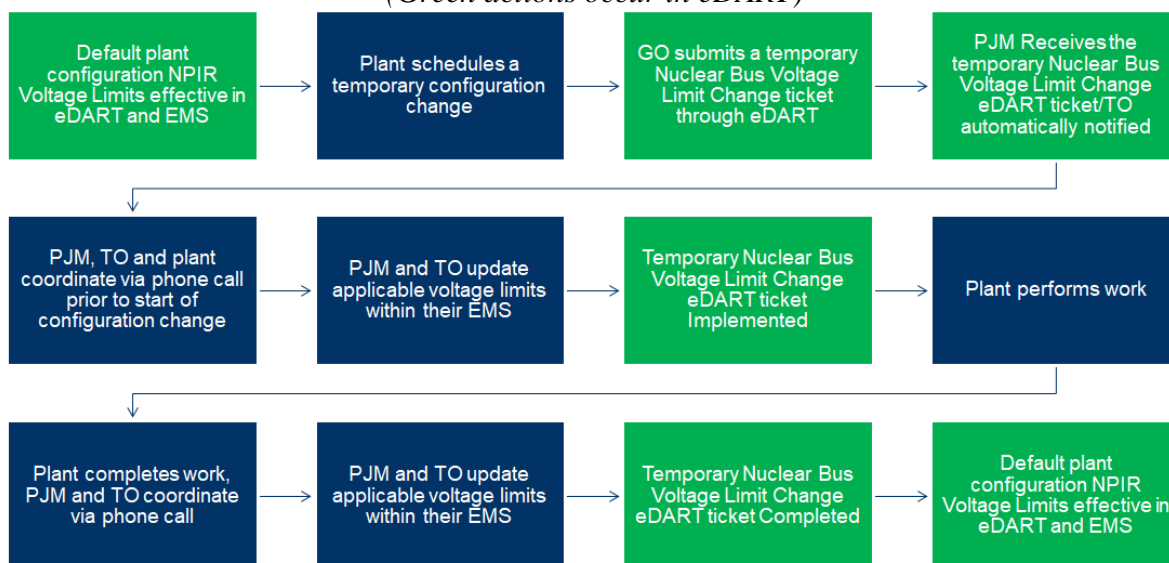 (Green actions occur in eDART)
Default plant
configuration NPIR
Voltage Limits effective in
eDART and EMS
Plant schedules a
temporary configuration
change
GO submits a temporary
Nuclear Bus Voltage
Limit Change ticket
through eDART
PJM Receives the
temporary Nuclear Bus
Voltage Limit Change
eDART ticket/TO
automatically notified
PJM, TO and plant
coordinate via phone call
prior to start of
configuration change
PJM and TO update
applicable voltage limits
within their EMS
Temporary Nuclear Bus
Voltage Limit Change
eDART ticket
Implemented
Plant performs work
Plant completes work,
PJM and TO coordinate
via phone call
PJM and TO update
applicable voltage limits
within their EMS
Temporary Nuclear Bus
Voltage Limit Change
eDART ticket Completed
Default plant
configuration NPIR
Voltage Limits effective in
eDART and EMS